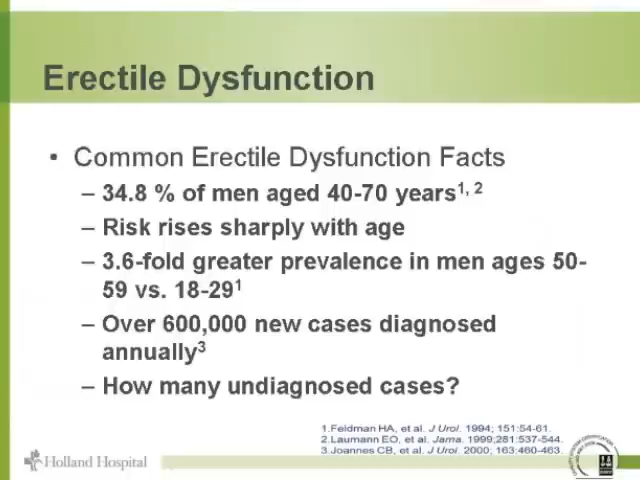 Erectile Dysfunction
• Common Erectile Dysfunction Facts
– 34.8 % of men aged 40-70 years1, 2
– Risk rises sharply with age
– 3.6-fold greater prevalence in men ages 50-
59 vs. 18-291
– Over 600,000 new cases diagnosed
annually3
– How many undiagnosed cases?
1.Feldman HA, et al. J Urol. 1994; 151:54-61.
2.Laumann EO, et al. Jama. 1999;281:537-544.
3.Joannes CB, et al. J Urol. 2000; 163:460-463.
Holland Hospital